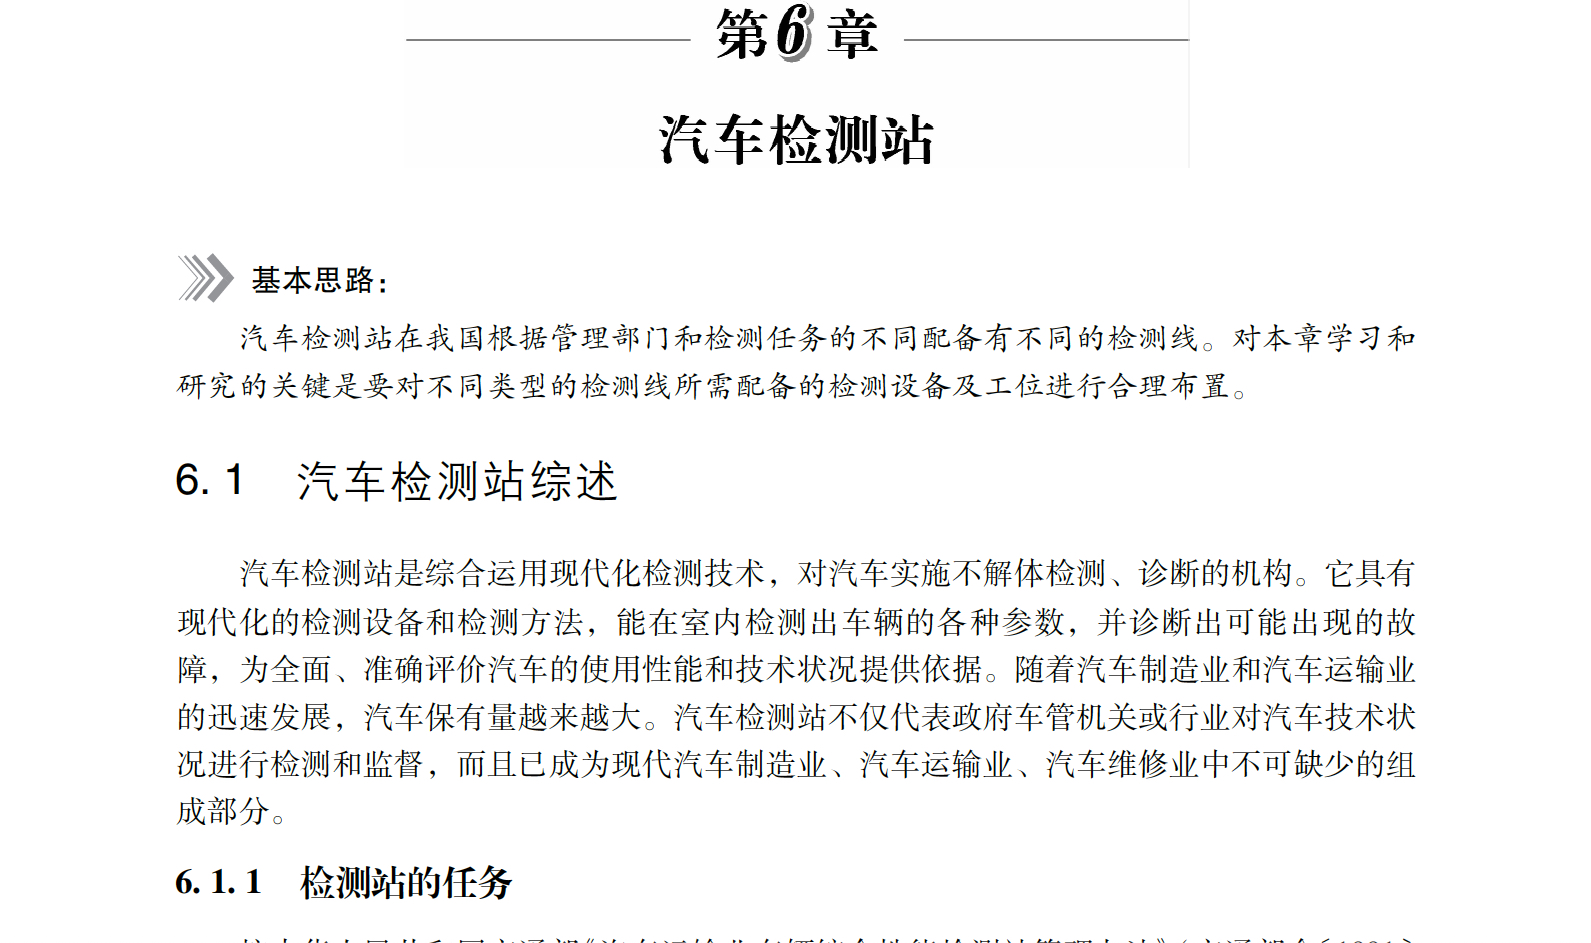 第6章
汽车检测站
基本思路：
汽车检测站在我国根据管理部门和检测任务的不同配备有不同的检测线。对本章学习和
研究的关键是要对不同类型的检测线所需配备的检测设备及工位进行合理布置。
6.1 汽车检测站综述
汽车检测站是综合运用现代化检测技术，对汽车实施不解体检测、诊断的机构。它具有
现代化的检测设备和检测方法，能在室内检测出车辆的各种参数，并诊断出可能出现的故
障，为全面、准确评价汽车的使用性能和技术状况提供依据。随着汽车制造业和汽车运输业
的迅速发展，汽车保有量越来越大。汽车检测站不仅代表政府车管机关或行业对汽车技术状
况进行检测和监督，而且已成为现代汽车制造业、汽车运输业、汽车维修业中不可缺少的组
成部分。
6.1.1 检测站的任务